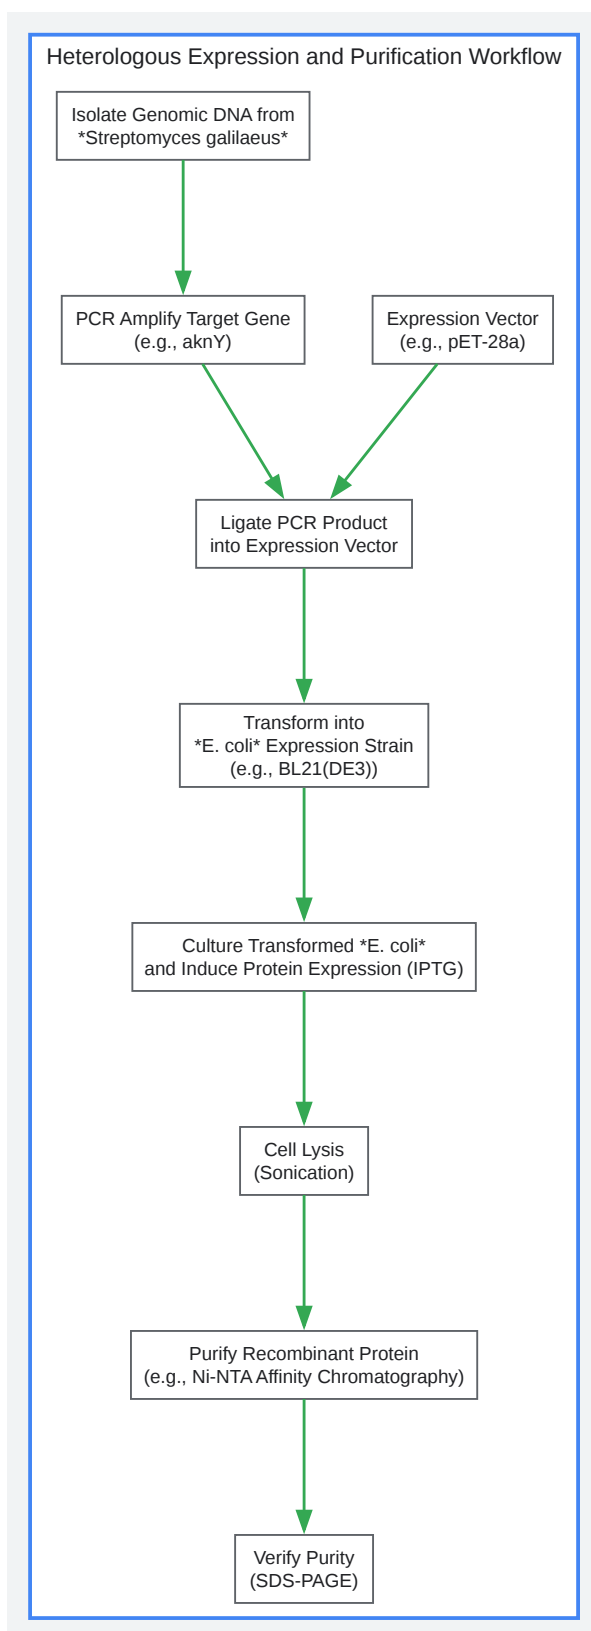 Heterologous Expression and Purification Workflow
Isolate Genomic DNA from
*Streptomyces galilaeus*
PCR Amplify Target Gene
(e.g., aknY)
Expression Vector
(e.g., pET-28a)
Ligate PCR Product
into Expression Vector
Transform into
*E. coli* Expression Strain
(e.g., BL21(DE3))
Culture Transformed *E. coli*
and Induce Protein Expression (IPTG)
Cell Lysis
(Sonication)
Purify Recombinant Protein
(e.g., Ni-NTA Affinity Chromatography)
Verify Purity
(SDS-PAGE)